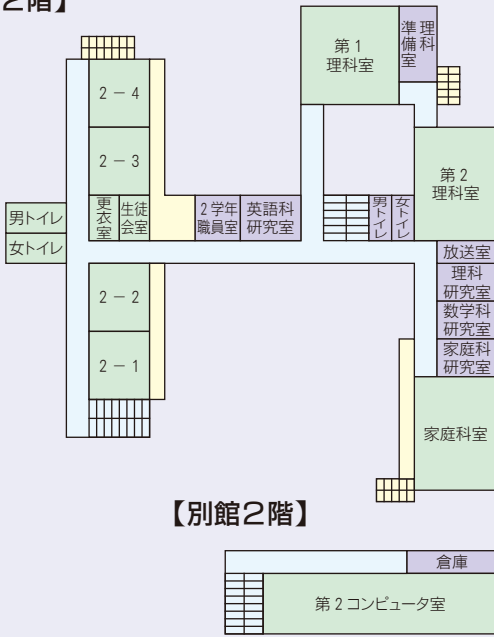 2階】
第1
理科室
理科
準備室
2－4
2－3
第2
理科室
更衣室
生徒会室
2学年
職員室
英語科
研究室
男トイレ
女トイレ
男トイレ
女トイレ
放送室
理科
研究室
数学科
研究室
家庭科
研究室
2－2
2－1
家庭科室
【別館2階】
倉庫
第2コンピュータ室